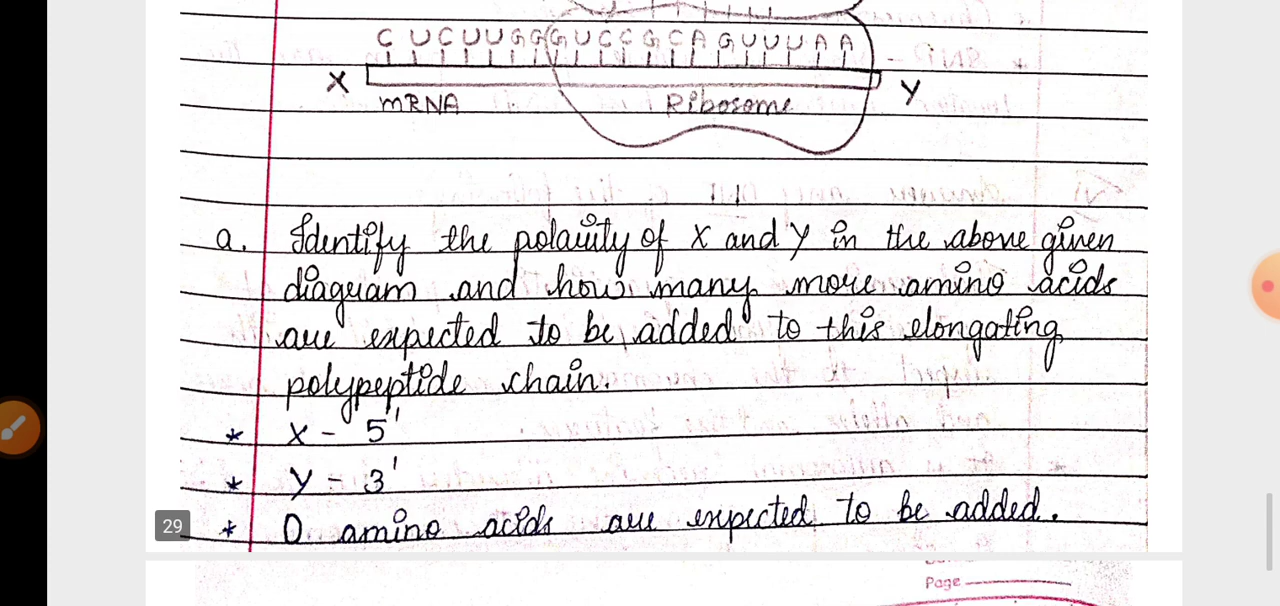 C U C U U G G G U C C G C A G U U U A A
X
Y
mRNA
Ribosome
a. Identify the polarity of X and Y in the above given
diagram and how many more amino acids
are expected to be added to this elongating
polypeptide chain.
* X - 5'
* Y - 3'
* 0 amino acids are expected to be added.
29
Page